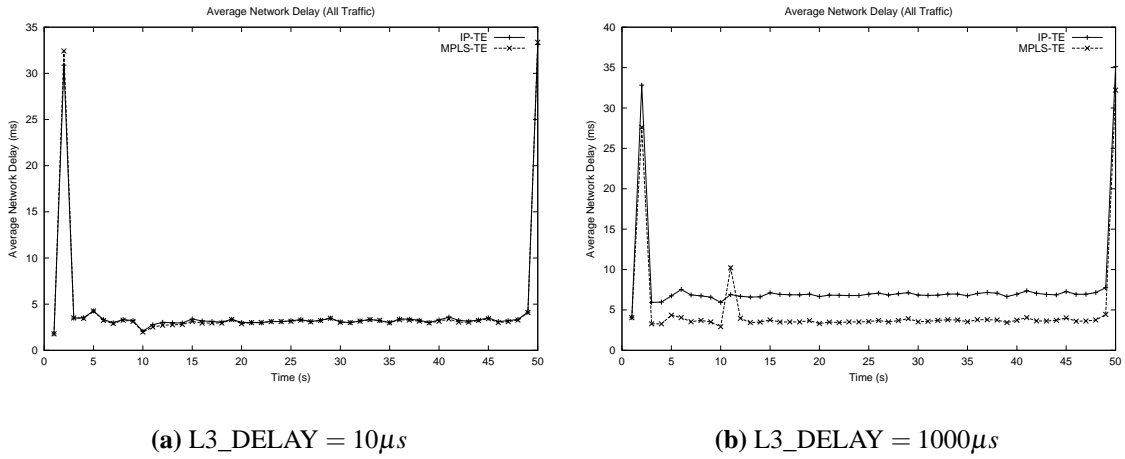 Average Network Delay (All Traffic)
35
30
25
20
15
10
5
0
0 5 10 15 20 25 30 35 40 45 50
Average Network Delay (ms)
Time (s)
IP-TE
MPLS-TE
(a) L3_DELAY = 10μs
Average Network Delay (All Traffic)
40
35
30
25
20
15
10
5
0
0 5 10 15 20 25 30 35 40 45 50
Average Network Delay (ms)
Time (s)
IP-TE
MPLS-TE
(b) L3_DELAY = 1000μs